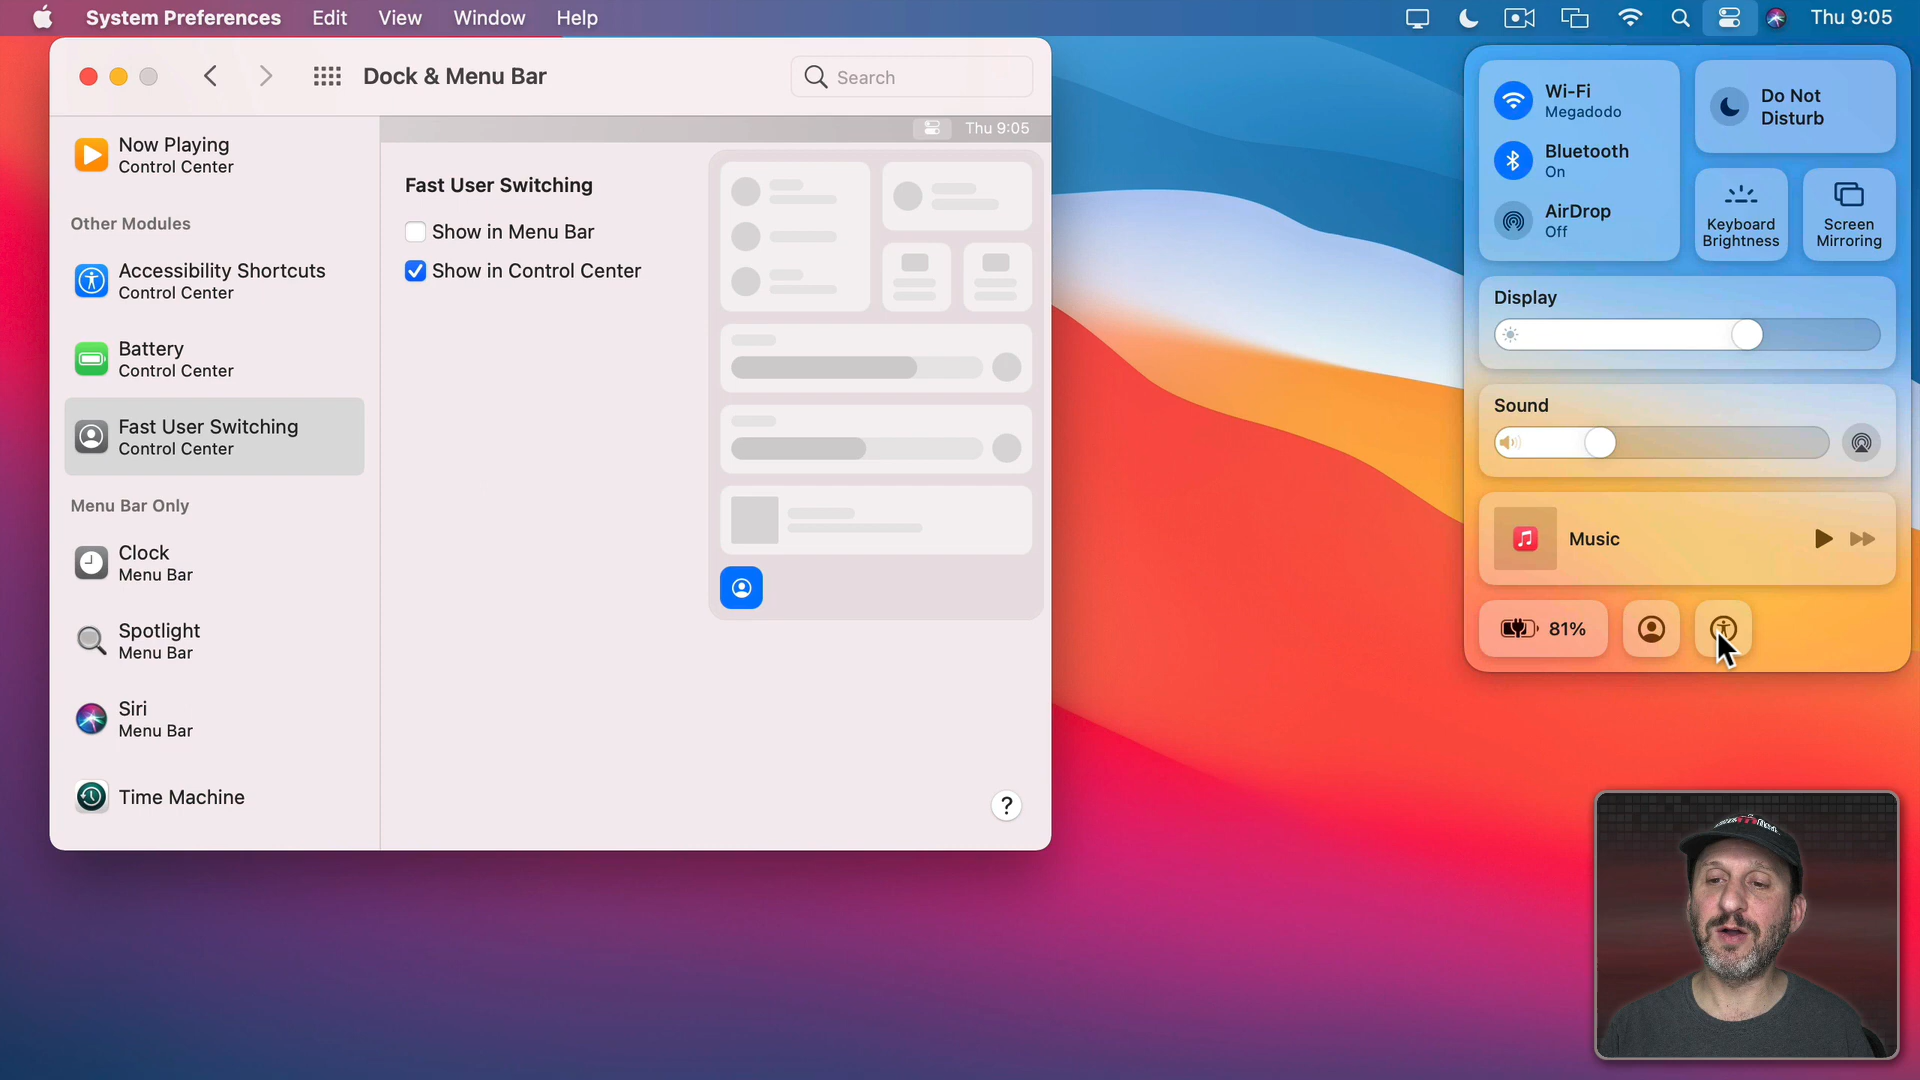 System Preferences Edit View Window Help
Thu 9:05
Dock & Menu Bar
Search
Thu 9:05
Now Playing
Control Center
Other Modules
Accessibility Shortcuts
Control Center
Battery
Control Center
Fast User Switching
Control Center
Menu Bar Only
Clock
Menu Bar
Spotlight
Menu Bar
Siri
Menu Bar
Time Machine
Fast User Switching
Show in Menu Bar
Show in Control Center
?
Wi-Fi
Megadodo
Bluetooth
On
AirDrop
Off
Do Not
Disturb
Keyboard
Brightness
Screen
Mirroring
Display
Sound
Music
81%